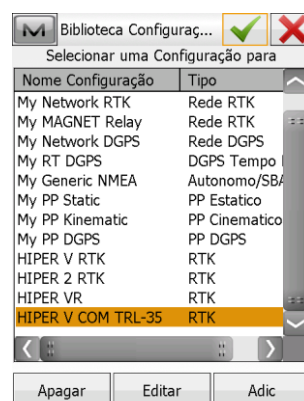 Biblioteca Configuraç...
Selecionar uma Configuração para
Nome Configuração Tipo
My Network RTK Rede RTK
My MAGNET Relay Rede RTK
My Network DGPS Rede DGPS
My RT DGPS DGPS Tempo
My Generic NMEA Autonomo/SBA
My PP Static PP Estatico
My PP Kinematic PP Cinematico
My PP DGPS PP DGPS
HIPER V RTK RTK
HIPER 2 RTK RTK
HIPER VR RTK
HIPER V COM TRL-35 RTK
Apagar Editar Adic